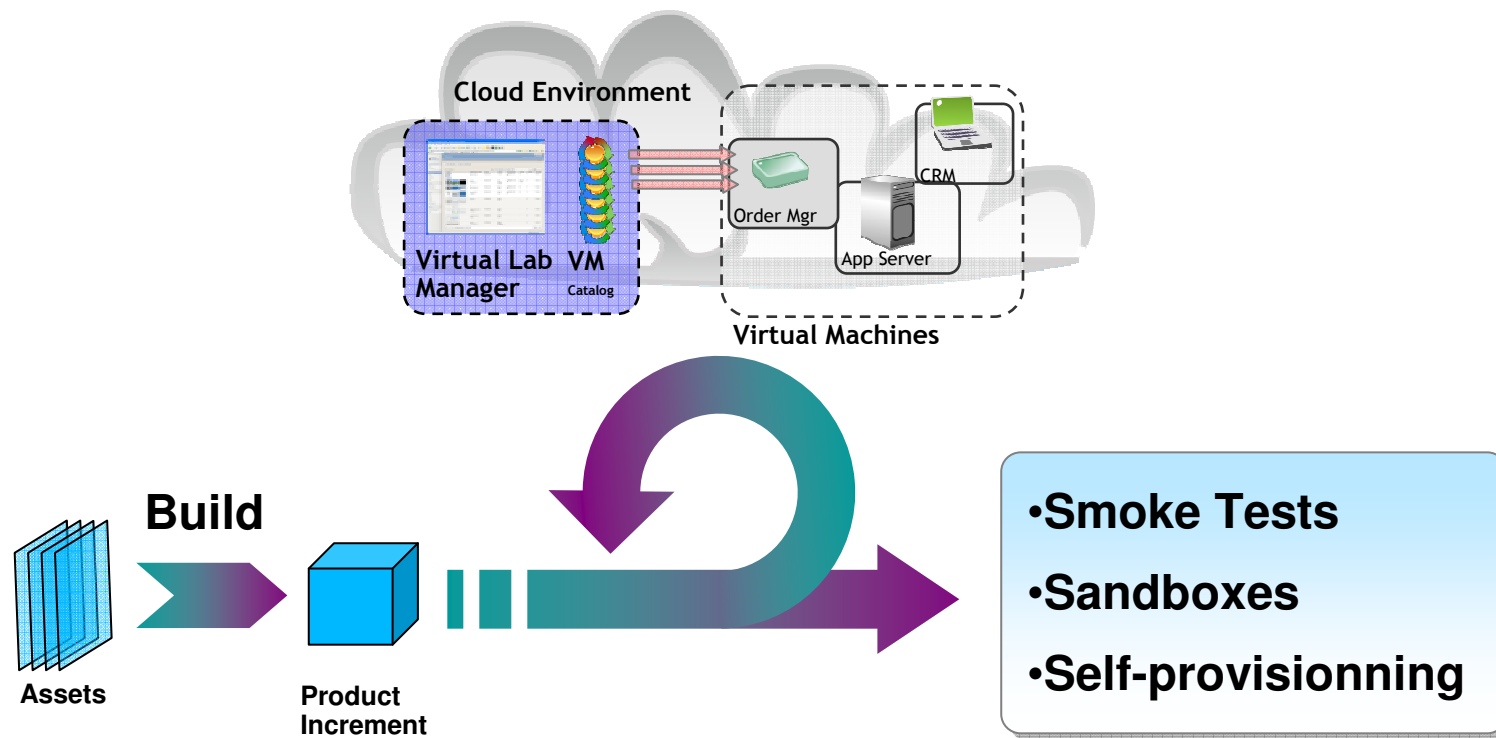 Cloud Environment
Virtual Lab
Manager
VM
Catalog
Order Mgr
CRM
App Server
Virtual Machines
Build
Assets
Product
Increment
•Smoke Tests
•Sandboxes
•Self-provisionning